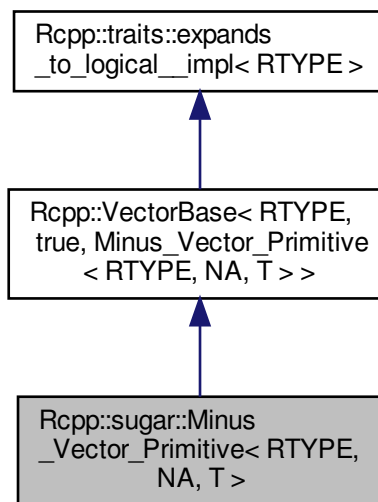 Rcpp::traits::expands
_to_logical__impl< RTYPE >
Rcpp::VectorBase< RTYPE,
true, Minus_Vector_Primitive
< RTYPE, NA, T > >
Rcpp::sugar::Minus
_Vector_Primitive< RTYPE,
NA, T >